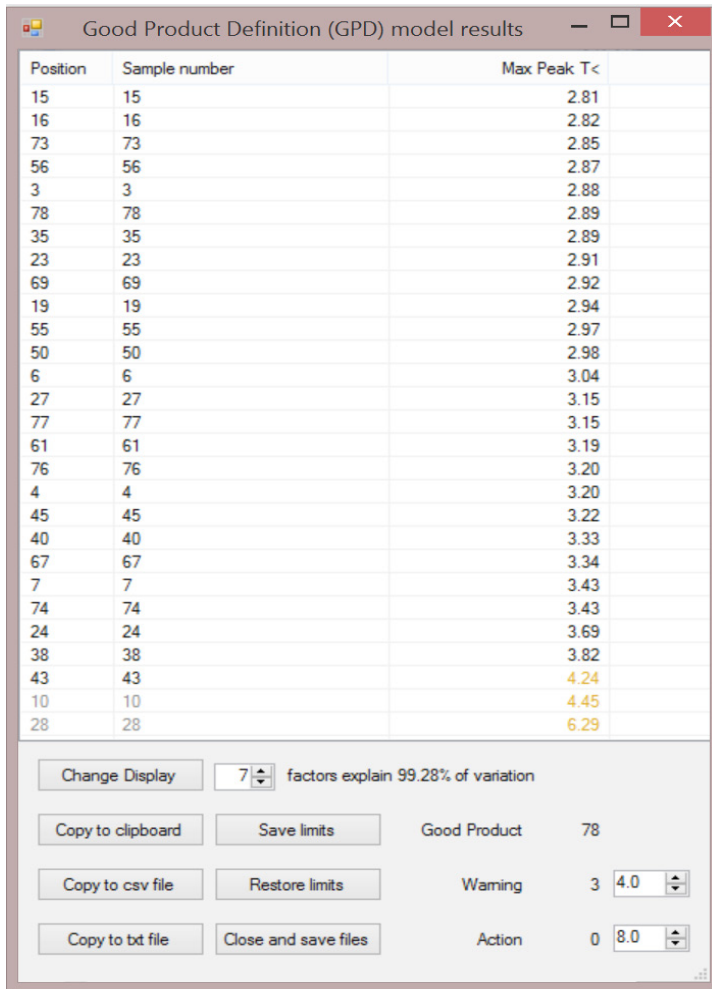 Good Product Definition (GPD) model results
Position Sample number Max Peak T<
15 15 2.81
16 16 2.82
73 73 2.85
56 56 2.87
3 3 2.88
78 78 2.89
35 35 2.89
23 23 2.91
69 69 2.92
19 19 2.94
55 55 2.97
50 50 2.98
6 6 3.04
27 27 3.15
77 77 3.15
61 61 3.19
76 76 3.20
4 4 3.20
45 45 3.22
40 40 3.33
67 67 3.34
7 7 3.43
74 74 3.43
24 24 3.69
38 38 3.82
43 43 4.24
10 10 4.45
28 28 6.29
Change Display 7 factors explain 99.28% of variation
Copy to clipboard Save limits Good Product 78
Copy to csv file Restore limits Warning 3 4.0
Copy to txt file Close and save files Action 0 8.0